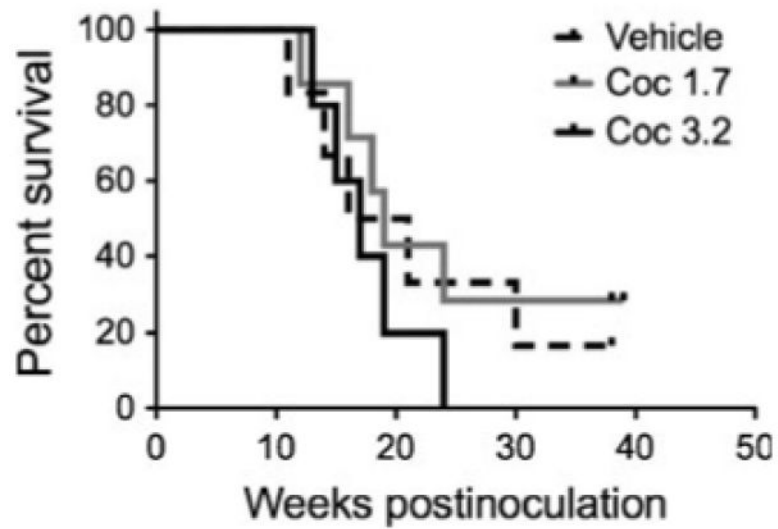 Percent survival
100
80
60
40
20
0
Vehicle
Coc 1.7
Coc 3.2
0 10 20 30 40 50
Weeks postinoculation